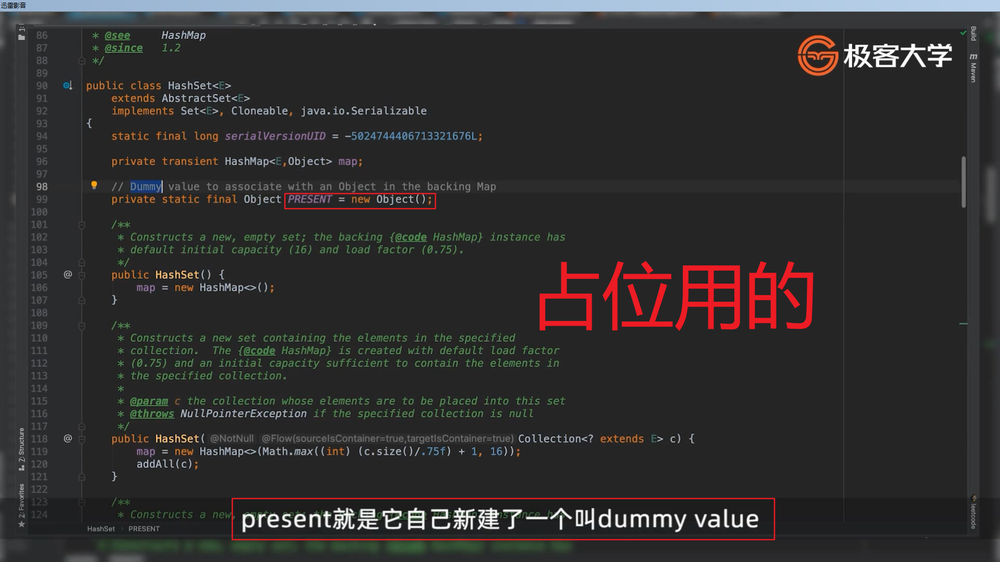 迅雷影音
86 * @see HashMap
87 * @since 1.2
88 */
89
90 public class HashSet<E>
91 extends AbstractSet<E>
92 implements Set<E>, Cloneable, java.io.Serializable
93 {
94 static final long serialVersionUID = -5024744406713321676L;
95
96 private transient HashMap<E,Object> map;
97
98 // Dummy value to associate with an Object in the backing Map
99 private static final Object PRESENT = new Object();
100
101 /**
102 * Constructs a new, empty set; the backing {@code HashMap} instance has
103 * default initial capacity (16) and load factor (0.75).
104 */
105 @ public HashSet() {
106 map = new HashMap<>();
107 }
108
109 /**
110 * Constructs a new set containing the elements in the specified
111 * collection. The {@code HashMap} is created with default load factor
112 * (0.75) and an initial capacity sufficient to contain the elements in
113 * the specified collection.
114 *
115 * @param c the collection whose elements are to be placed into this set
116 * @throws NullPointerException if the specified collection is null
117 */
118 @ public HashSet( @NotNull @Flow(sourceIsContainer=true,targetIsContainer=true) Collection<? extends E> c) {
119 map = new HashMap<>(Math.max((int) (c.size()/.75f) + 1, 16));
120 addAll(c);
121 }
122
123 /**
124 * Constructs a new, empty set; the
present就是它自己新建了一个叫dummy value
HashSet PRESENT
极客大学
占位用的
Z: Structure
2: Favorites
Build
m Maven
leetcode